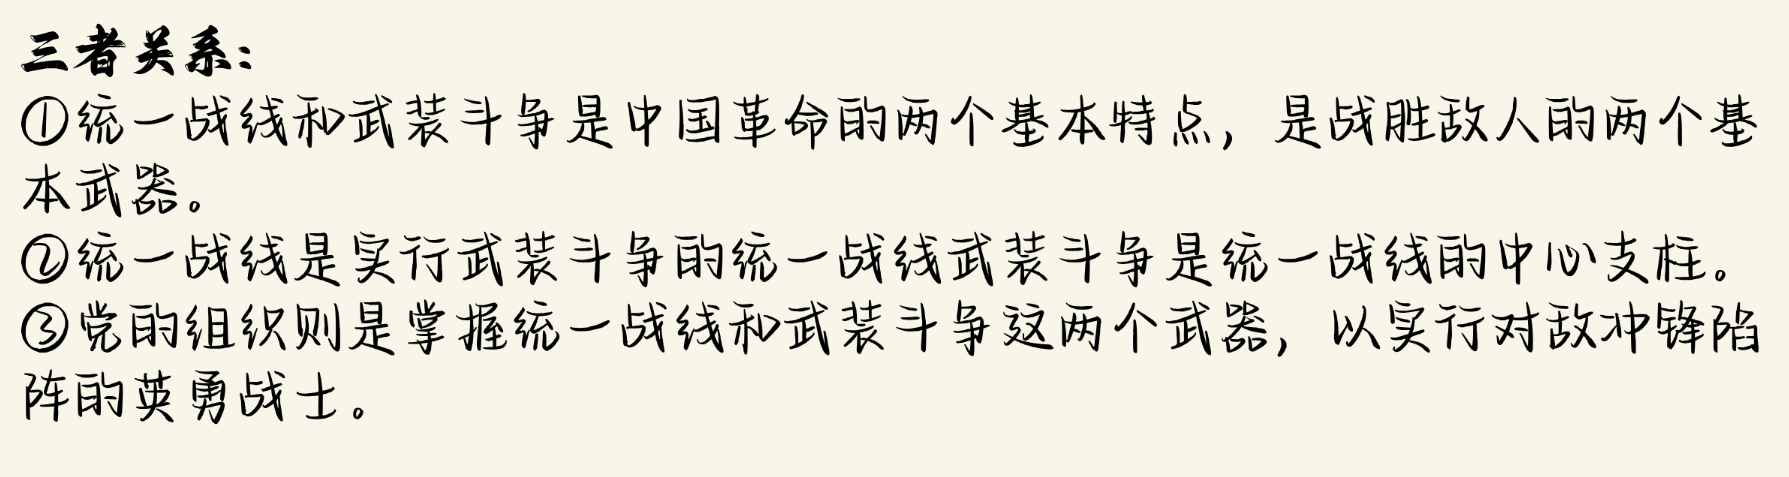 三者关系:
①统一战线和武装斗争是中国革命的两个基本特点，是战胜敌人的两个基
本武器。
②统一战线是实行武装斗争的统一战线武装斗争是统一战线的中心支柱。
③党的组织则是掌握统一战线和武装斗争这两个武器，以实行对敌冲锋陷
阵的英勇战士。